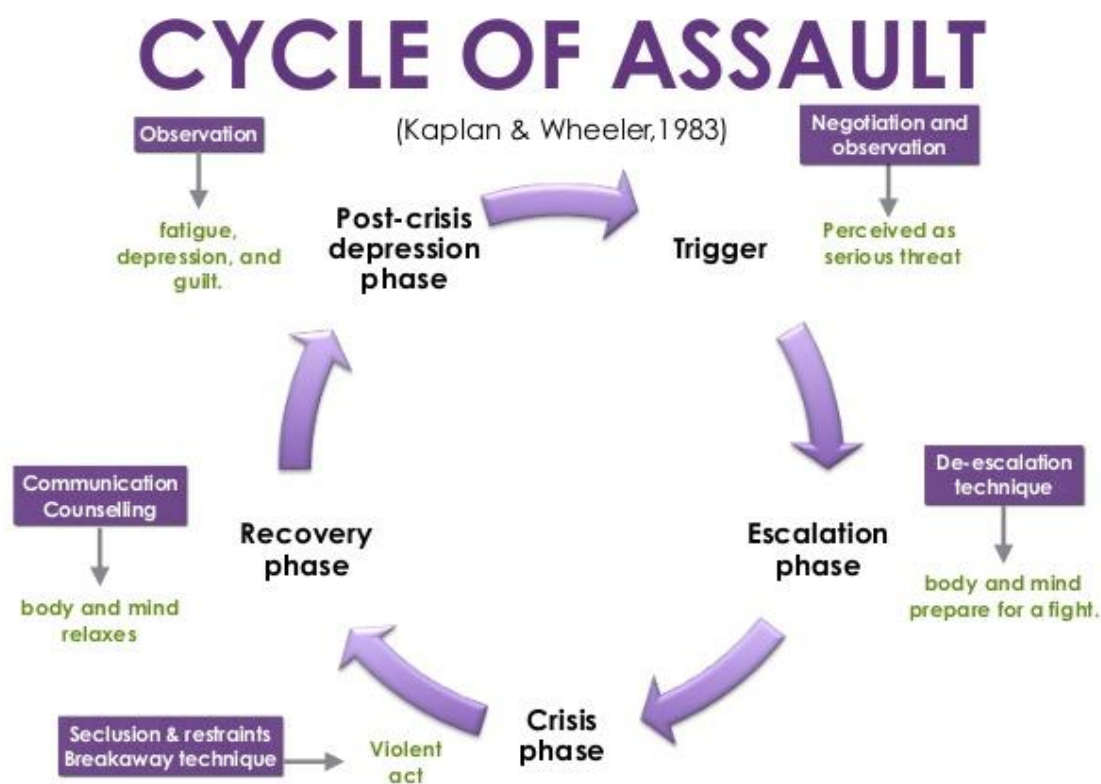 CYCLE OF ASSAULT
(Kaplan & Wheeler,1983)
Observation
fatigue,
depression, and
guilt.
Post-crisis
depression
phase
Trigger
Negotiation and
observation
Perceived as
serious threat
De-escalation
technique
body and mind
prepare for a fight.
Escalation
phase
Crisis
phase
Seclusion & restraints
Breakaway technique
Violent
act
Recovery
phase
Communication
Counselling
body and mind
relaxes